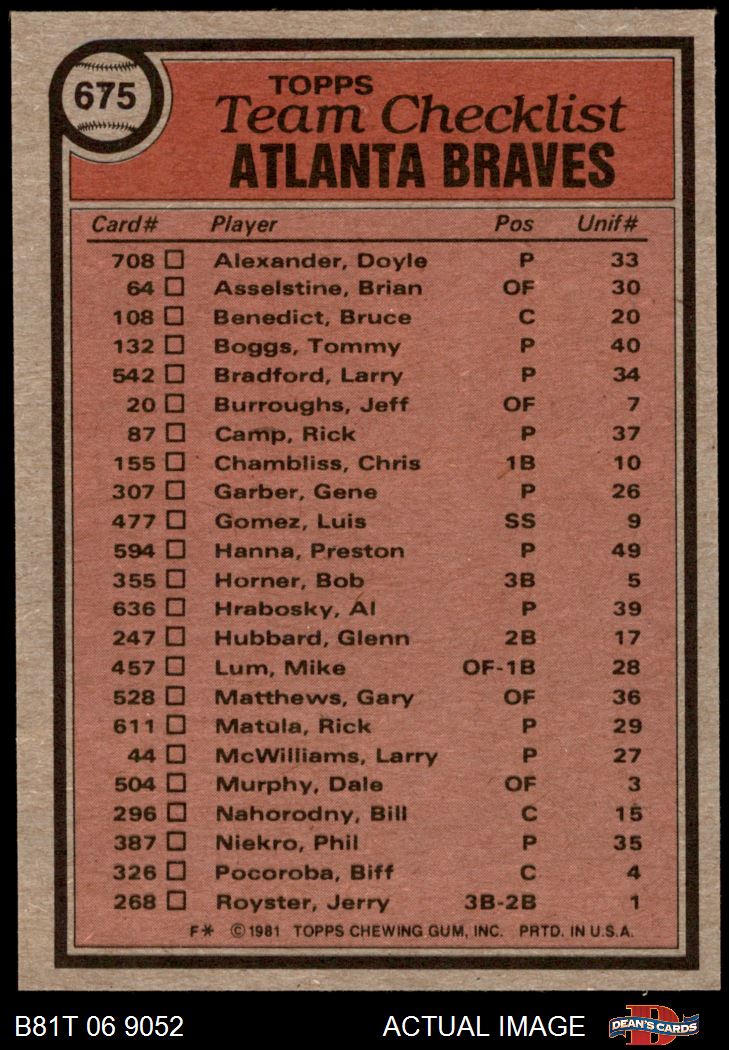 675
TOPPS
Team Checklist
ATLANTA BRAVES
Card# Player Pos Unif#
708 Alexander, Doyle P 33
64 Asselstine, Brian OF 30
108 Benedict, Bruce C 20
132 Boggs, Tommy P 40
542 Bradford, Larry P 34
20 Burroughs, Jeff OF 7
87 Camp, Rick P 37
155 Chambliss, Chris 1B 10
307 Garber, Gene P 26
477 Gomez, Luis SS 9
594 Hanna, Preston P 49
355 Horner, Bob 3B 5
636 Hrabosky, Al P 39
247 Hubbard, Glenn 2B 17
457 Lum, Mike OF-1B 28
528 Matthews, Gary OF 36
611 Matula, Rick P 29
44 McWilliams, Larry P 27
504 Murphy, Dale OF 3
296 Nahorodny, Bill C 15
387 Niekro, Phil P 35
326 Pocoroba, Biff C 4
268 Royster, Jerry 3B-2B 1
F* ©1981 TOPPS CHEWING GUM, INC. PRTD. IN U.S.A.
B81T 06 9052 ACTUAL IMAGE DEAN'S CARDS